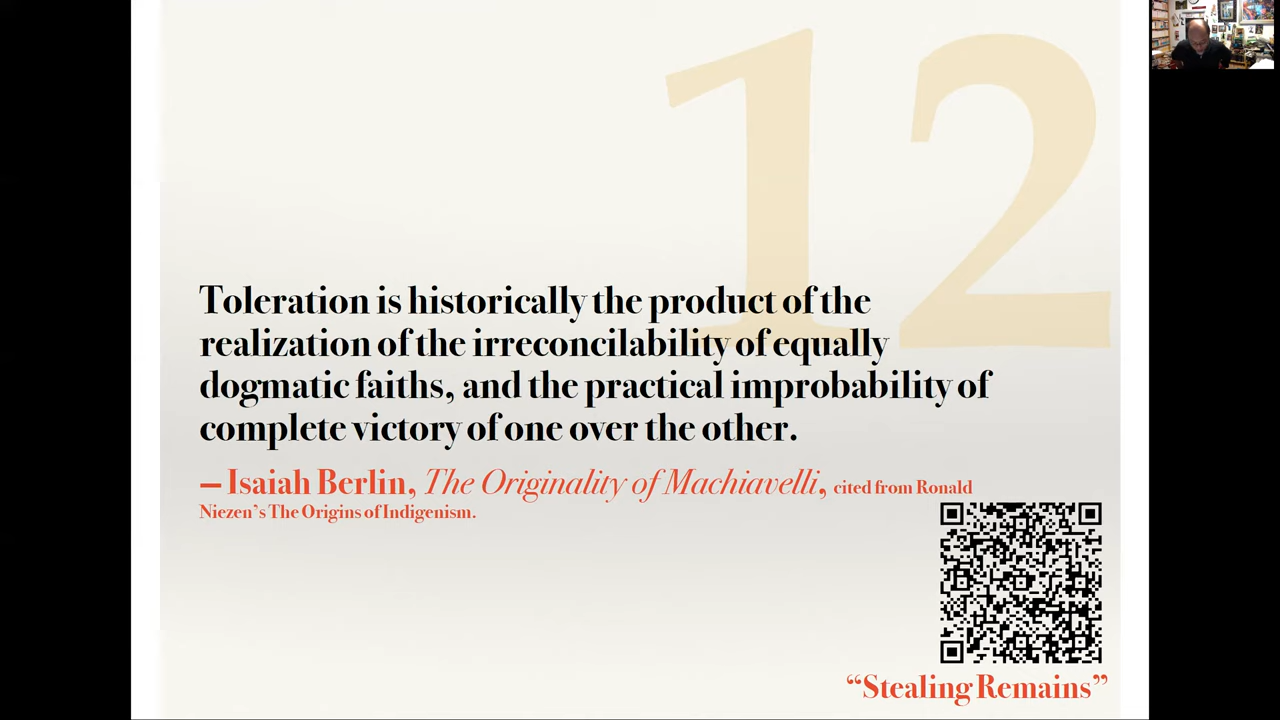 12
Toleration is historically the product of the
realization of the irreconcilability of equally
dogmatic faiths, and the practical improbability of
complete victory of one over the other.
— Isaiah Berlin, The Originality of Machiavelli, cited from Ronald
Niezen’s The Origins of Indigenism.
“Stealing Remains”